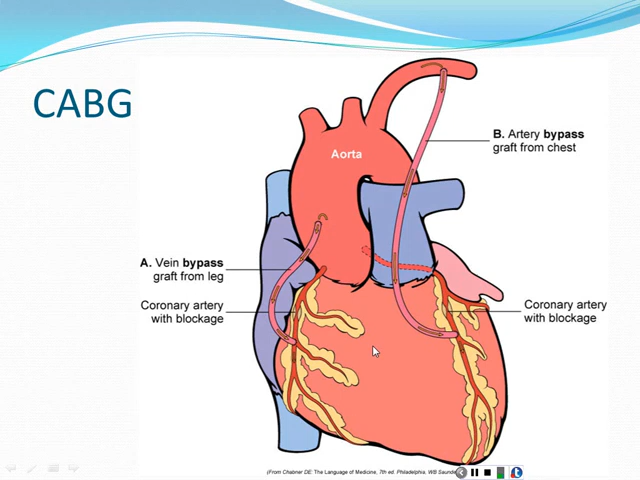 CABG
Aorta
B. Artery bypass
graft from chest
A. Vein bypass
graft from leg
Coronary artery
with blockage
Coronary artery
with blockage
(From Chabner DE: The Language of Medicine, 7th ed. Philadelphia, WB Saunde